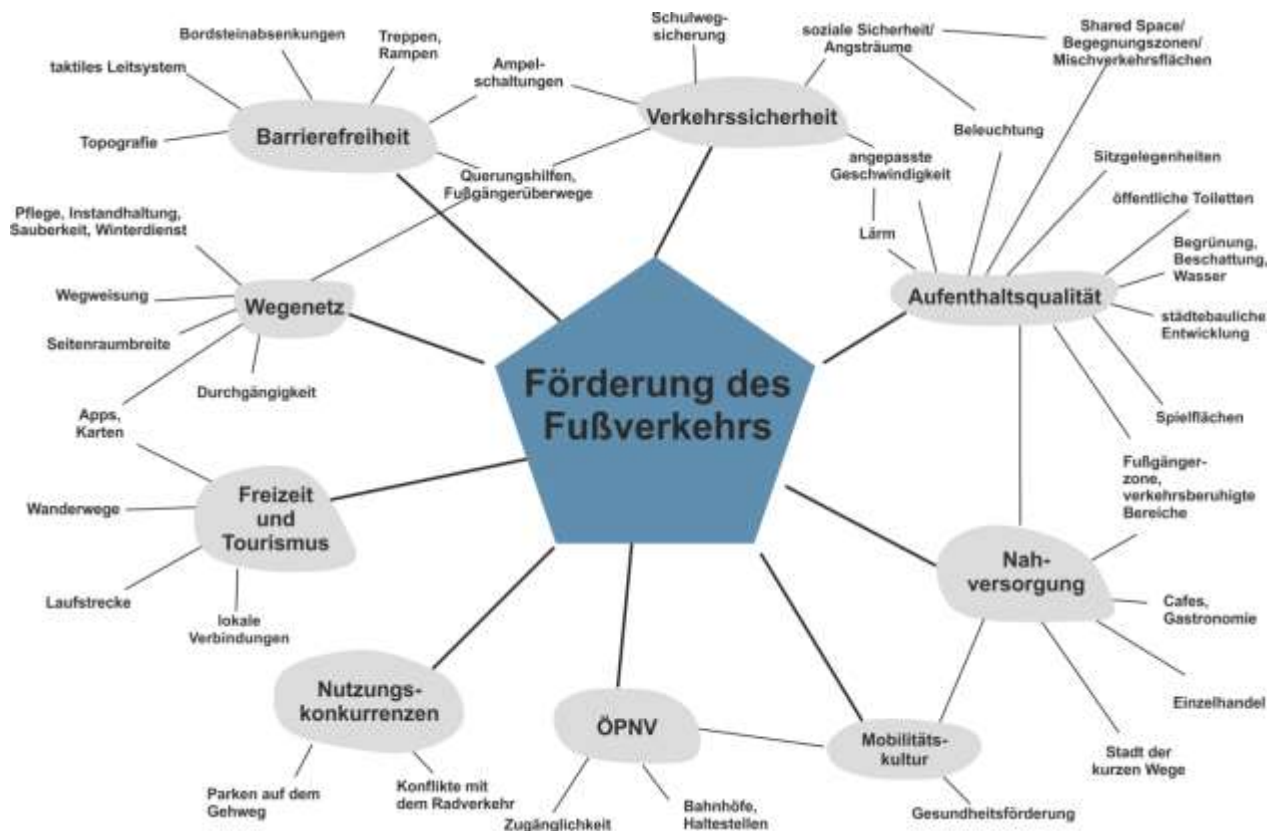 Förderung des
Fußverkehrs
Barrierefreiheit
taktiles Leitsystem
Bordsteinabsenkungen
Treppen,
Rampen
Topografie
Ampel-
schaltungen
Querungshilfen,
Fußgängerüberwege
Verkehrssicherheit
Schulweg-
sicherung
soziale Sicherheit/
Angsträume
Shared Space/
Begegnungszonen/
Mischverkehrsflächen
Beleuchtung
angepasste
Geschwindigkeit
Lärm
Aufenthaltsqualität
Sitzgelegenheiten
öffentliche Toiletten
Begrünung,
Beschattung,
Wasser
städtebauliche
Entwicklung
Spielflächen
Fußgänger-
zone,
verkehrsberuhigte
Bereiche
Nah-
versorgung
Cafes,
Gastronomie
Einzelhandel
Stadt der
kurzen Wege
Mobilitäts-
kultur
Gesundheitsförderung
ÖPNV
Bahnhöfe,
Haltestellen
Zugänglichkeit
Nutzungs-
konkurrenzen
Konflikte mit
dem Radverkehr
Parken auf dem
Gehweg
Freizeit
und
Tourismus
lokale
Verbindungen
Laufstrecke
Wanderwege
Apps,
Karten
Wegenetz
Durchgängigkeit
Seitenraumbreite
Wegweisung
Pflege, Instandhaltung,
Sauberkeit, Winterdienst